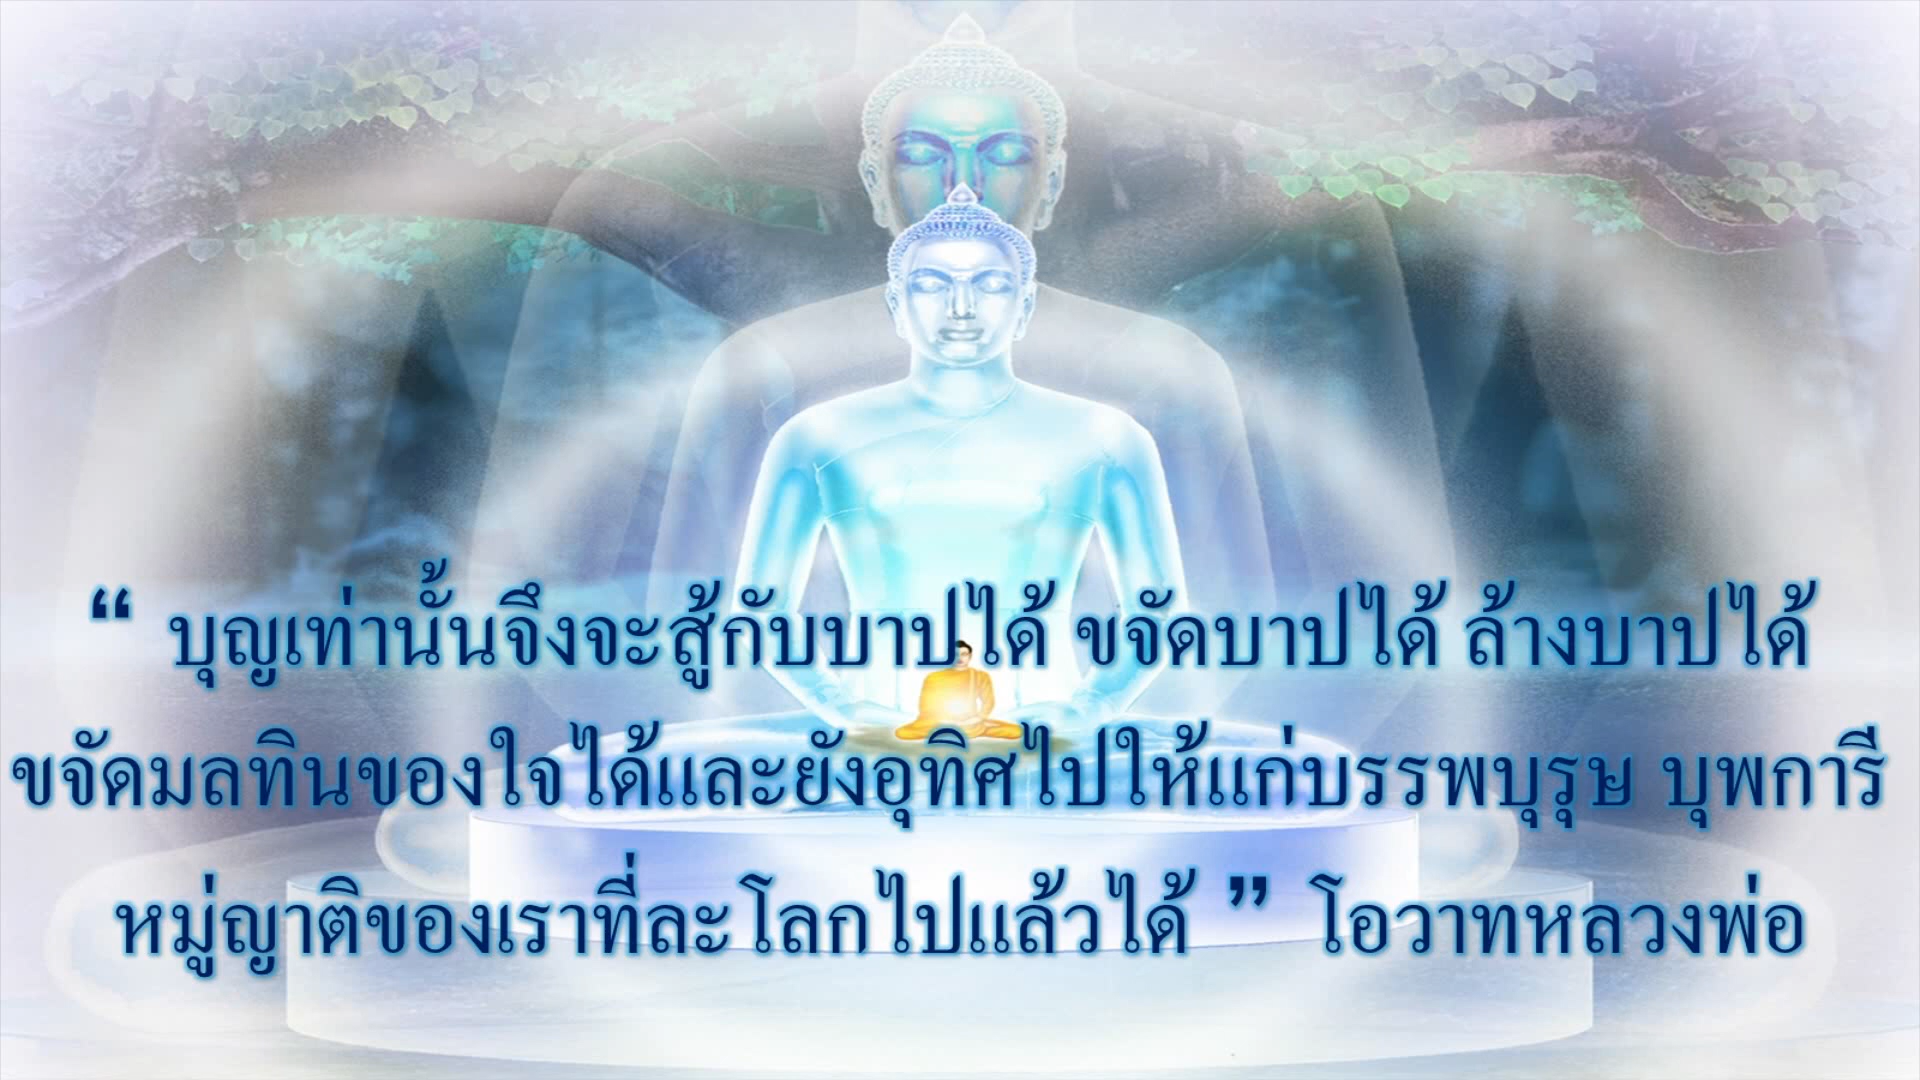 “ บุญเท่านั้นจึงจะสู้กับบาปได้ ขจัดบาปได้ ล้างบาปได้
ขจัดมลทินของใจได้และยังอุทิศไปให้แก่บรรพบุรุษ บุพการี
หมู่ญาติของเราที่ละโลกไปแล้วได้ ” โอวาทหลวงพ่อ